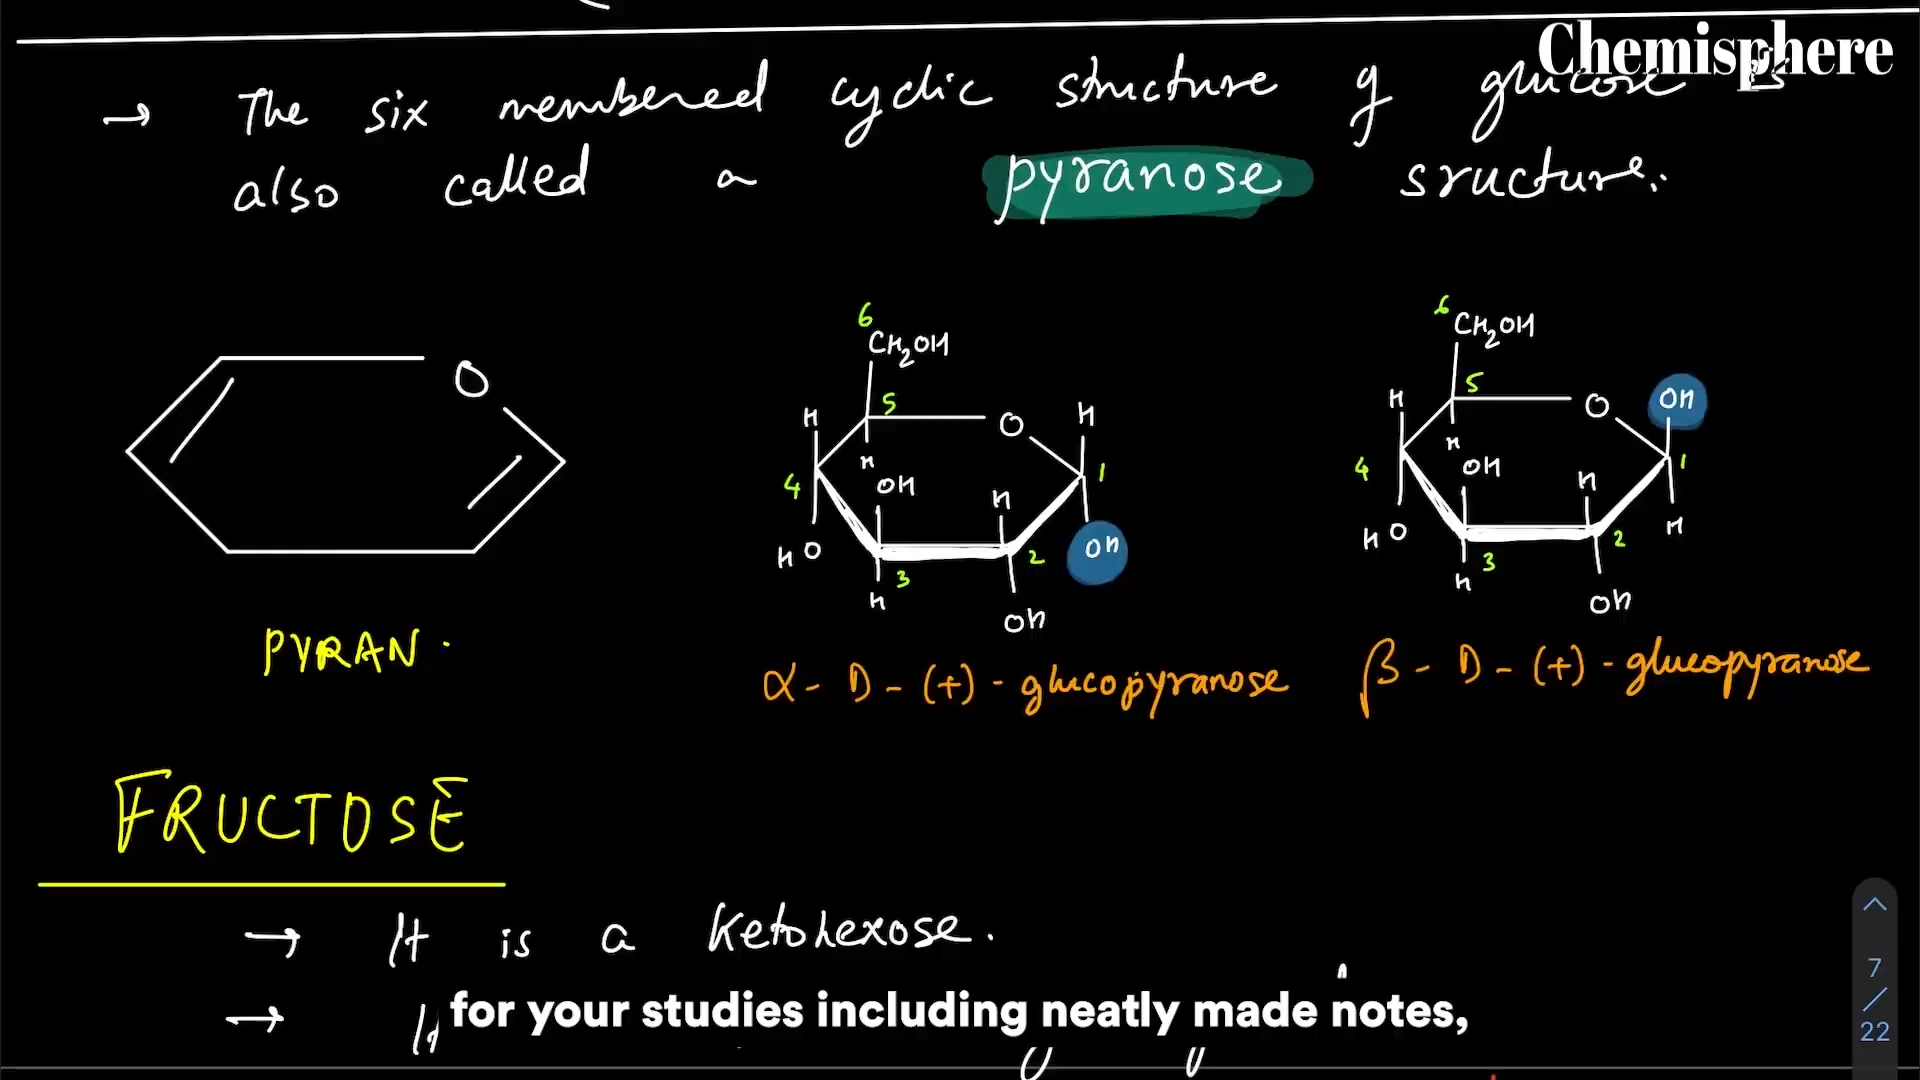 Chemisphere
→ The six membered cyclic structure of glucose is
also called a pyranose sructure.
O
PYRAN.
6
CH2OH
5
O
H
H
4
H
OH
H
1
HO
3
2
OH
H
OH
α - D - (+) - glucopyranose
6
CH2OH
5
O
OH
H
4
H
OH
H
1
HO
3
2
H
H
OH
β - D - (+) - glucopyranose
FRUCTOSE
→ It is a Ketohexose.
→ It
for your studies including neatly made notes,
7
/
22